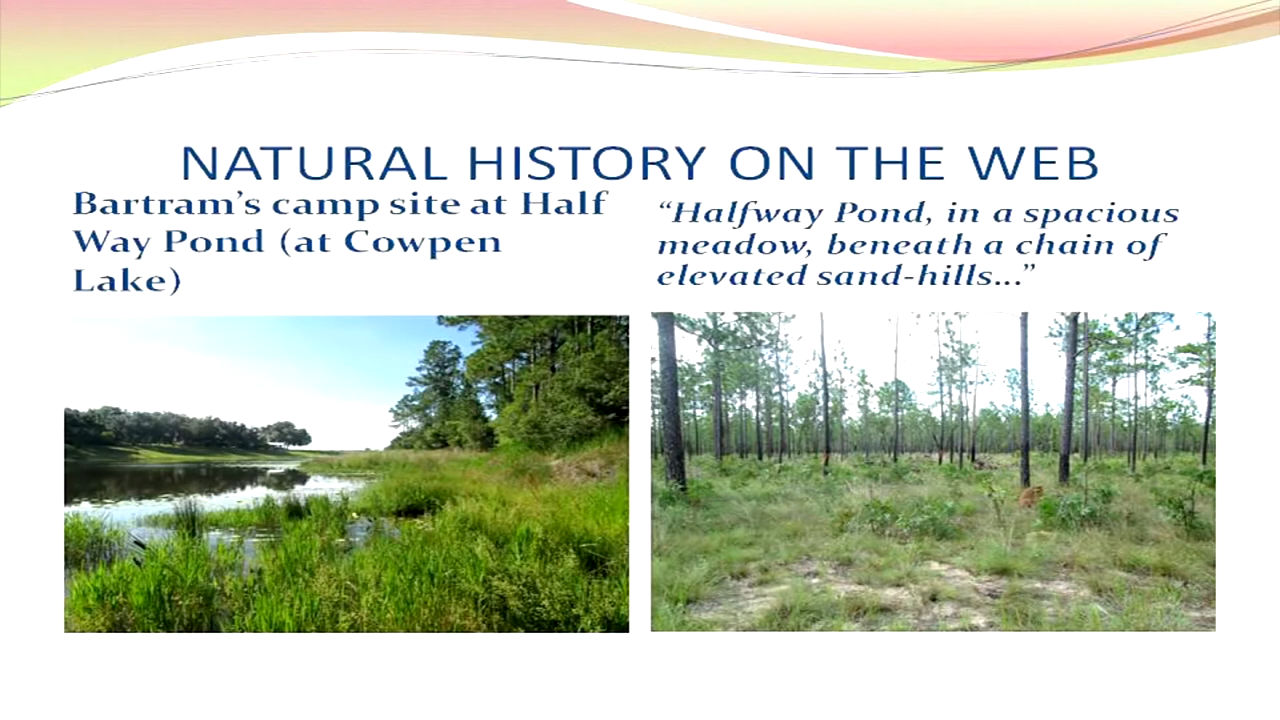 NATURAL HISTORY ON THE WEB
Bartram’s camp site at Half
Way Pond (at Cowpen
Lake)
“Halfway Pond, in a spacious
meadow, beneath a chain of
elevated sand-hills...”